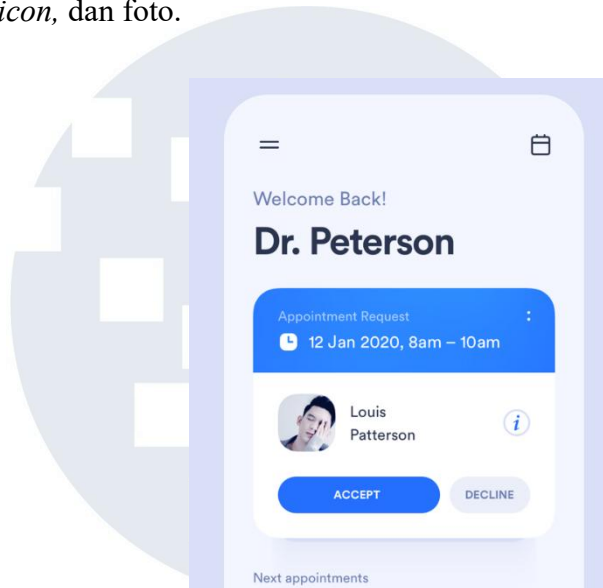 icon, dan foto.
Welcome Back!
Dr. Peterson
Appointment Request
12 Jan 2020, 8am – 10am
Louis
Patterson
i
ACCEPT
DECLINE
Next appointments